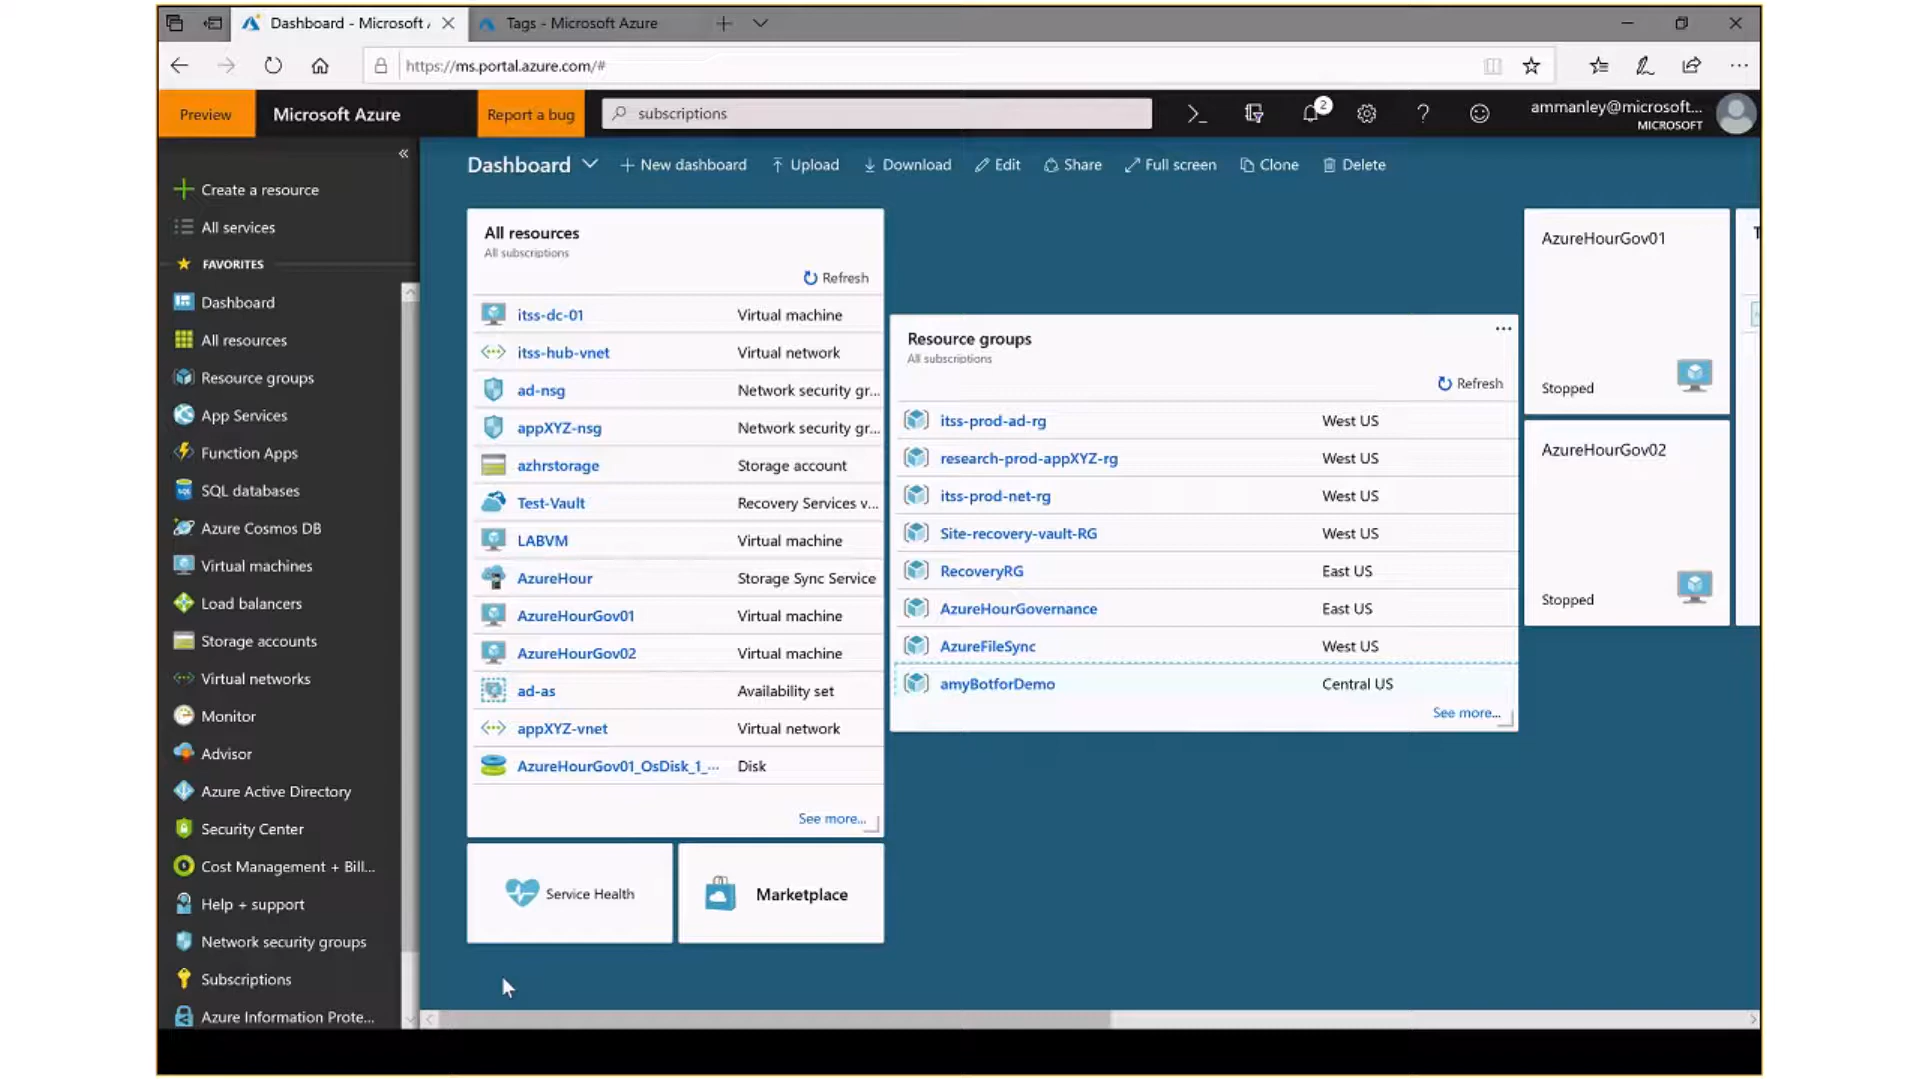 Dashboard - Microsoft A
Tags - Microsoft Azure
https://ms.portal.azure.com/#
Preview
Microsoft Azure
Report a bug
subscriptions
2
ammanley@microsoft...
MICROSOFT
Create a resource
All services
FAVORITES
Dashboard
All resources
Resource groups
App Services
Function Apps
SQL databases
Azure Cosmos DB
Virtual machines
Load balancers
Storage accounts
Virtual networks
Monitor
Advisor
Azure Active Directory
Security Center
Cost Management + Bill...
Help + support
Network security groups
Subscriptions
Azure Information Prote...
Dashboard
New dashboard
Upload
Download
Edit
Share
Full screen
Clone
Delete
All resources
All subscriptions
Refresh
itss-dc-01 Virtual machine
itss-hub-vnet Virtual network
ad-nsg Network security gr...
appXYZ-nsg Network security gr...
azhrstorage Storage account
Test-Vault Recovery Services v...
LABVM Virtual machine
AzureHour Storage Sync Service
AzureHourGov01 Virtual machine
AzureHourGov02 Virtual machine
ad-as Availability set
appXYZ-vnet Virtual network
AzureHourGov01_OsDisk_1_... Disk
See more...
Service Health
Marketplace
Resource groups
All subscriptions
Refresh
itss-prod-ad-rg West US
research-prod-appXYZ-rg West US
itss-prod-net-rg West US
Site-recovery-vault-RG West US
RecoveryRG East US
AzureHourGovernance East US
AzureFileSync West US
amyBotforDemo Central US
See more...
AzureHourGov01
Stopped
AzureHourGov02
Stopped